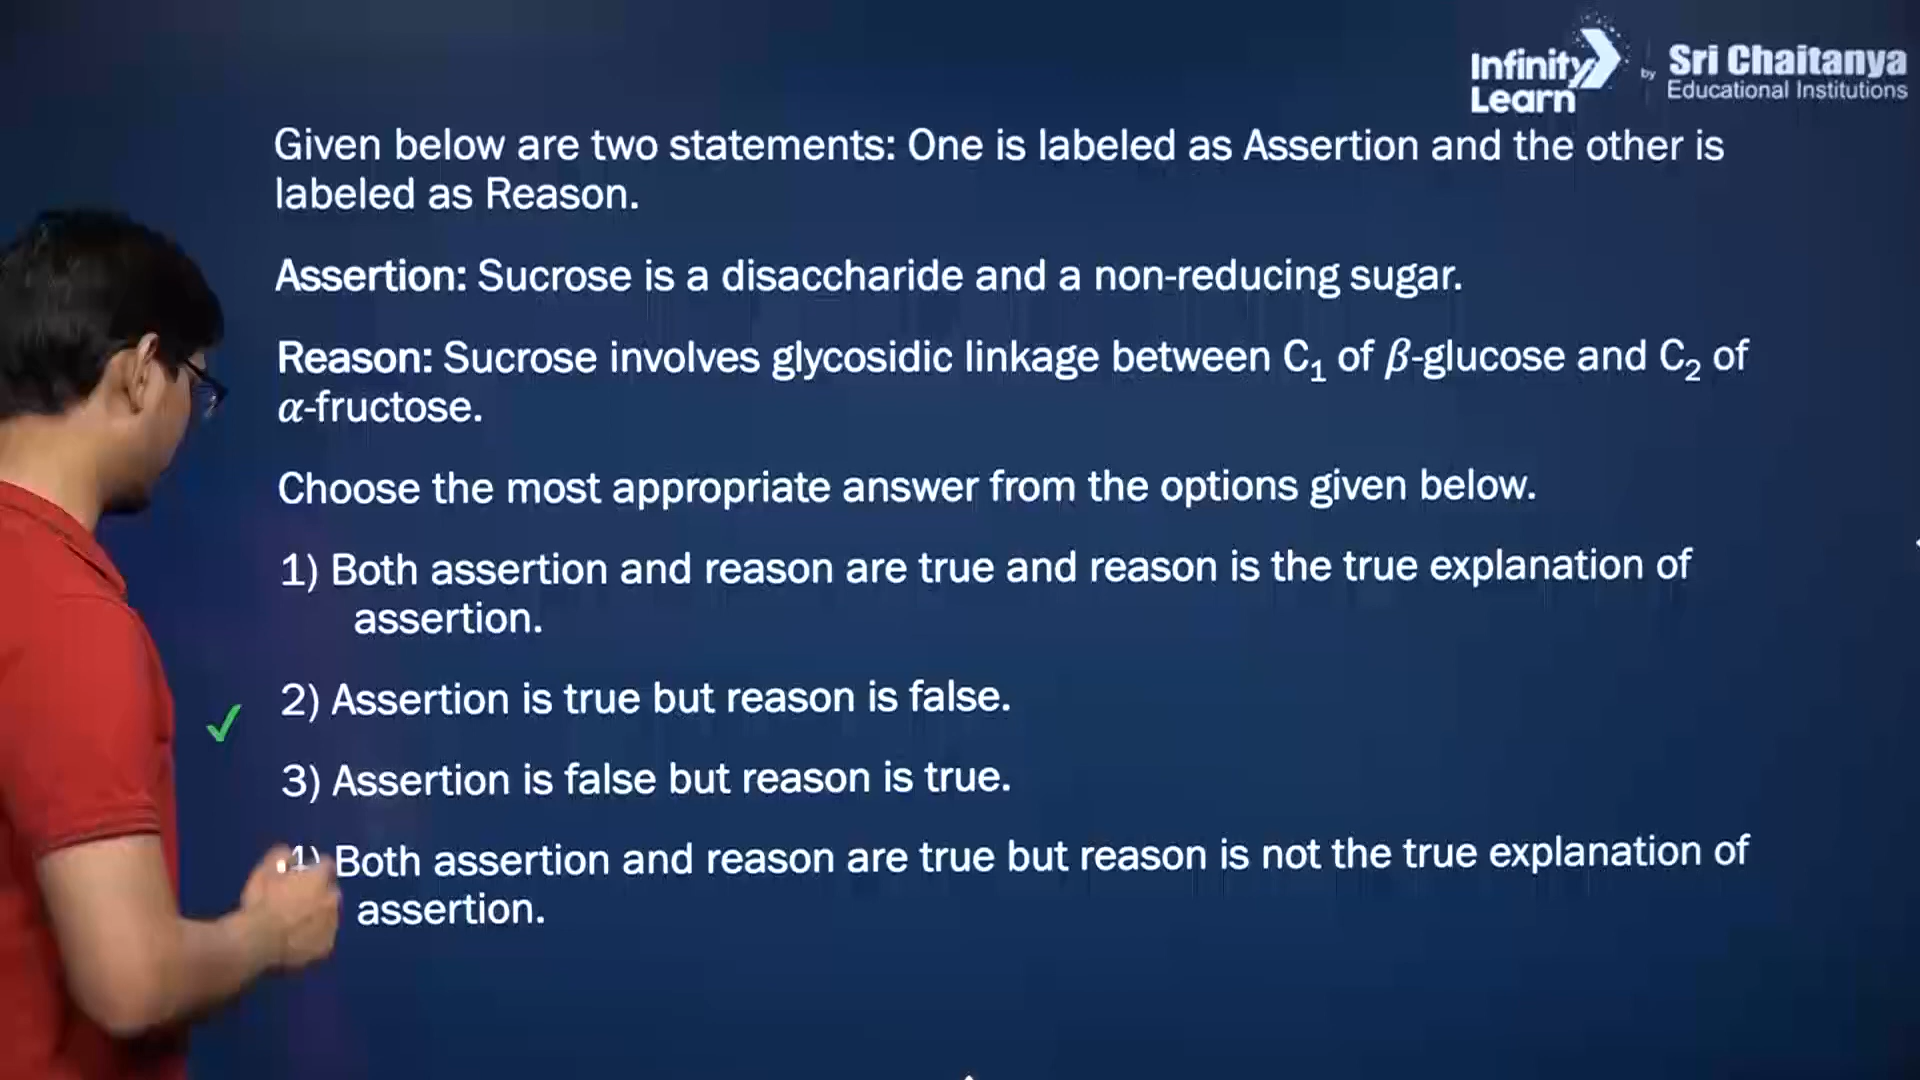 Infinity Learn by Sri Chaitanya
Educational Institutions
Given below are two statements: One is labeled as Assertion and the other is
labeled as Reason.
Assertion: Sucrose is a disaccharide and a non-reducing sugar.
Reason: Sucrose involves glycosidic linkage between C₁ of β-glucose and C₂ of
α-fructose.
Choose the most appropriate answer from the options given below.
1) Both assertion and reason are true and reason is the true explanation of
assertion.
2) Assertion is true but reason is false.
3) Assertion is false but reason is true.
Both assertion and reason are true but reason is not the true explanation of
assertion.